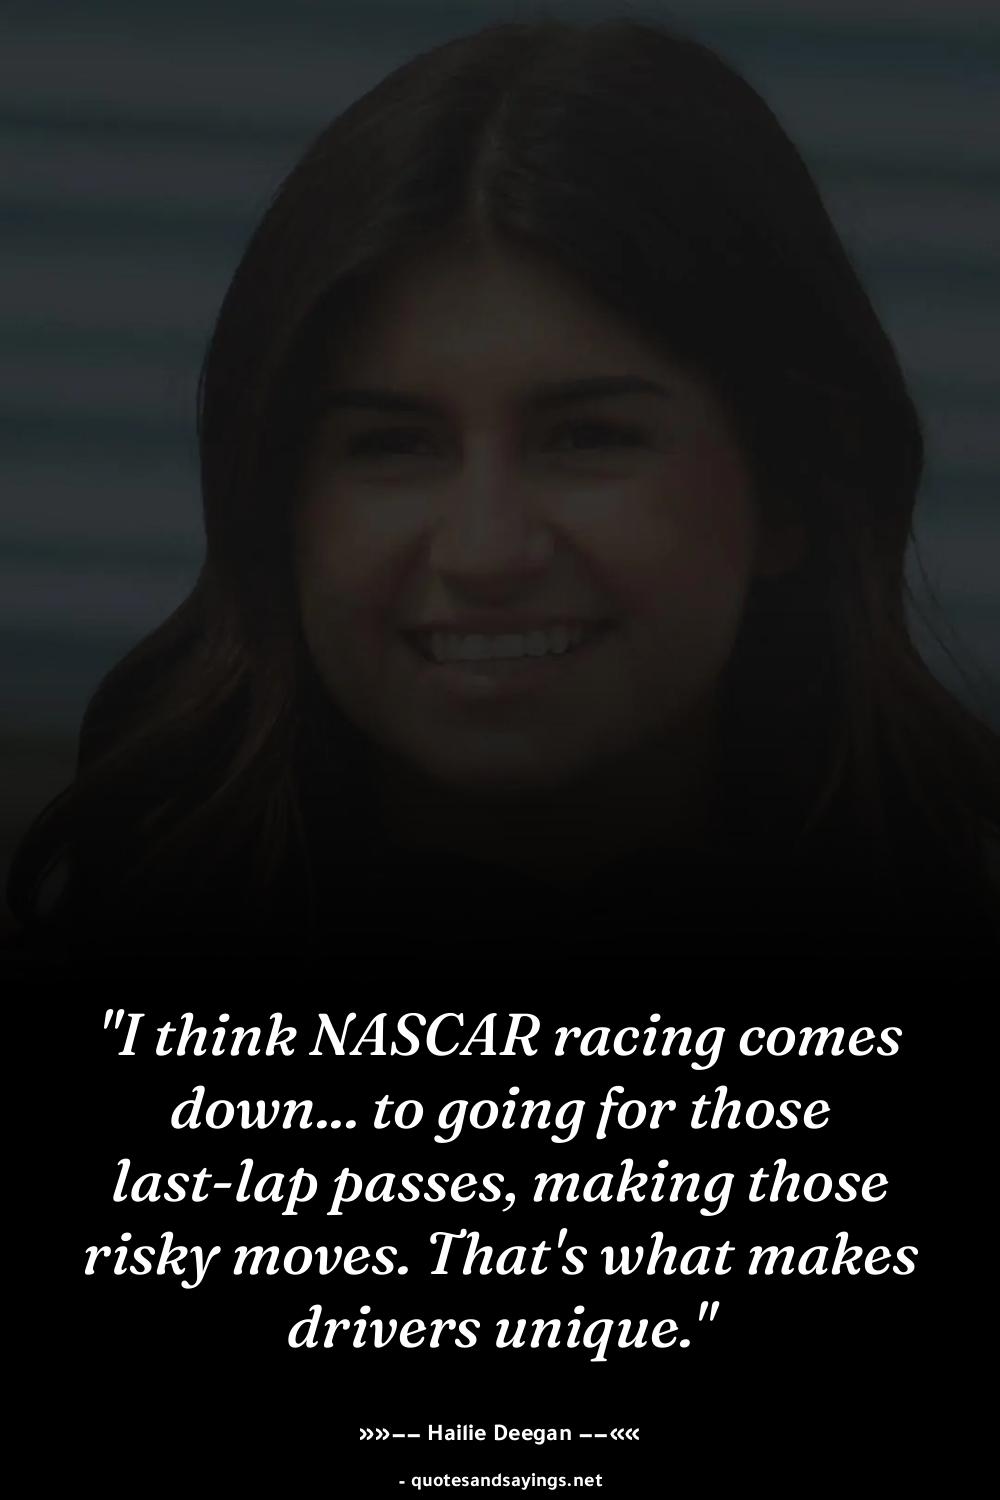 "I think NASCAR racing comes
down... to going for those
last-lap passes, making those
risky moves. That's what makes
drivers unique."
»»–– Hailie Deegan ––««
- quotesandsayings.net